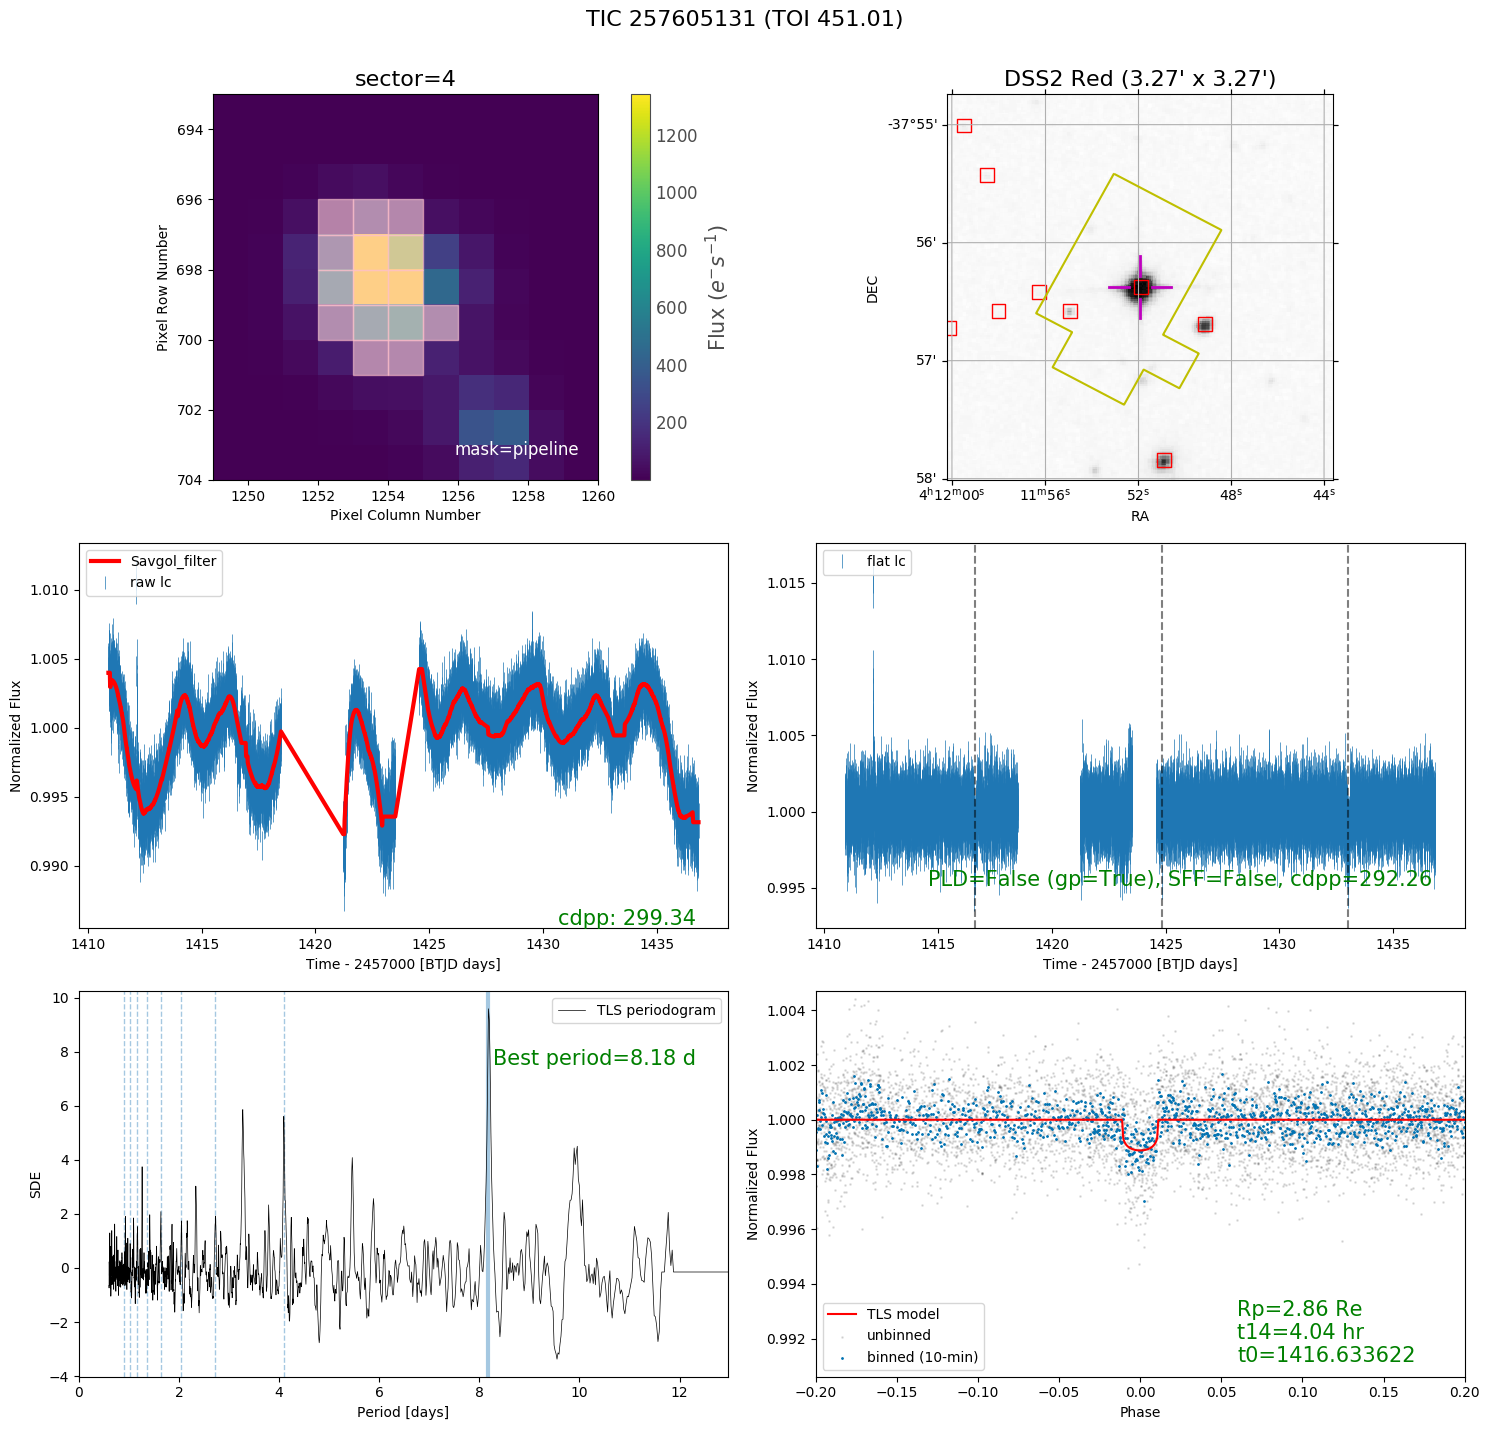 TIC 257605131 (TOI 451.01)
sector=4
694
696
698
700
702
704
1250
1252
1254
1256
1258
1260
Pixel Row Number
Pixel Column Number
mask=pipeline
1200
1000
800
600
400
200
Flux (e⁻s⁻¹)
DSS2 Red (3.27' x 3.27')
-37°55'
56'
57'
58'
4ʰ12ᵐ00ˢ
11ᵐ56ˢ
52ˢ
48ˢ
44ˢ
DEC
RA
Savgol_filter
raw lc
1.010
1.005
1.000
0.995
0.990
Normalized Flux
cdpp: 299.34
1410
1415
1420
1425
1430
1435
Time - 2457000 [BTJD days]
flat lc
1.015
1.010
1.005
1.000
0.995
Normalized Flux
PLD=False (gp=True), SFF=False, cdpp=292.26
1410
1415
1420
1425
1430
1435
Time - 2457000 [BTJD days]
10
8
6
4
2
0
−2
−4
SDE
TLS periodogram
Best period=8.18 d
0
2
4
6
8
10
12
Period [days]
1.004
1.002
1.000
0.998
0.996
0.994
0.992
Normalized Flux
TLS model
unbinned
binned (10-min)
Rp=2.86 Re
t14=4.04 hr
t0=1416.633622
−0.20
−0.15
−0.10
−0.05
0.00
0.05
0.10
0.15
0.20
Phase